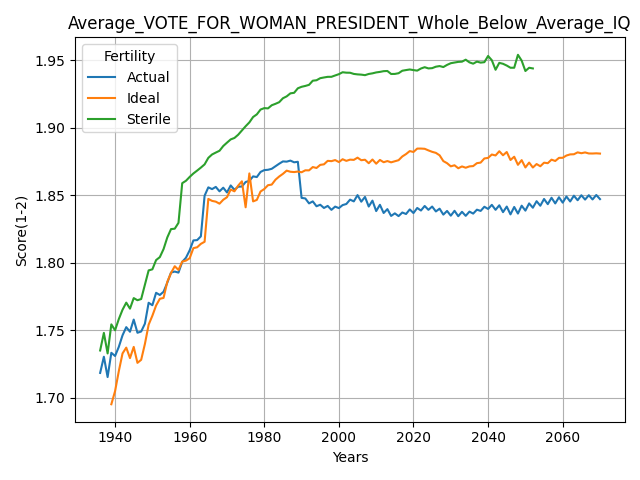 Average_VOTE_FOR_WOMAN_PRESIDENT_Whole_Below_Average_IQ
Fertility
Actual
Ideal
Sterile
Score(1-2)
1.95
1.90
1.85
1.80
1.75
1.70
1940 1960 1980 2000 2020 2040 2060
Years